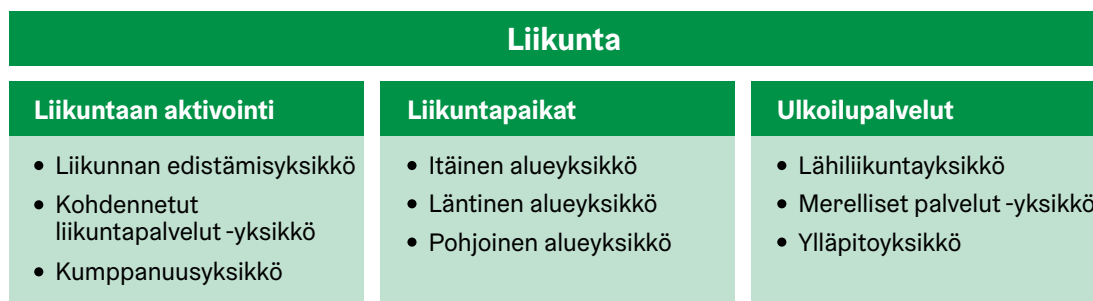 Liikunta
Liikuntaan aktivointi
• Liikunnan edistämisyksikkö
• Kohdennetut
liikuntapalvelut -yksikkö
• Kumppanuusyksikkö
Liikuntapaikat
• Itäinen alueyksikkö
• Läntinen alueyksikkö
• Pohjoinen alueyksikkö
Ulkoilupalvelut
• Lähiliikuntayksikkö
• Merelliset palvelut -yksikkö
• Ylläpitoyksikkö